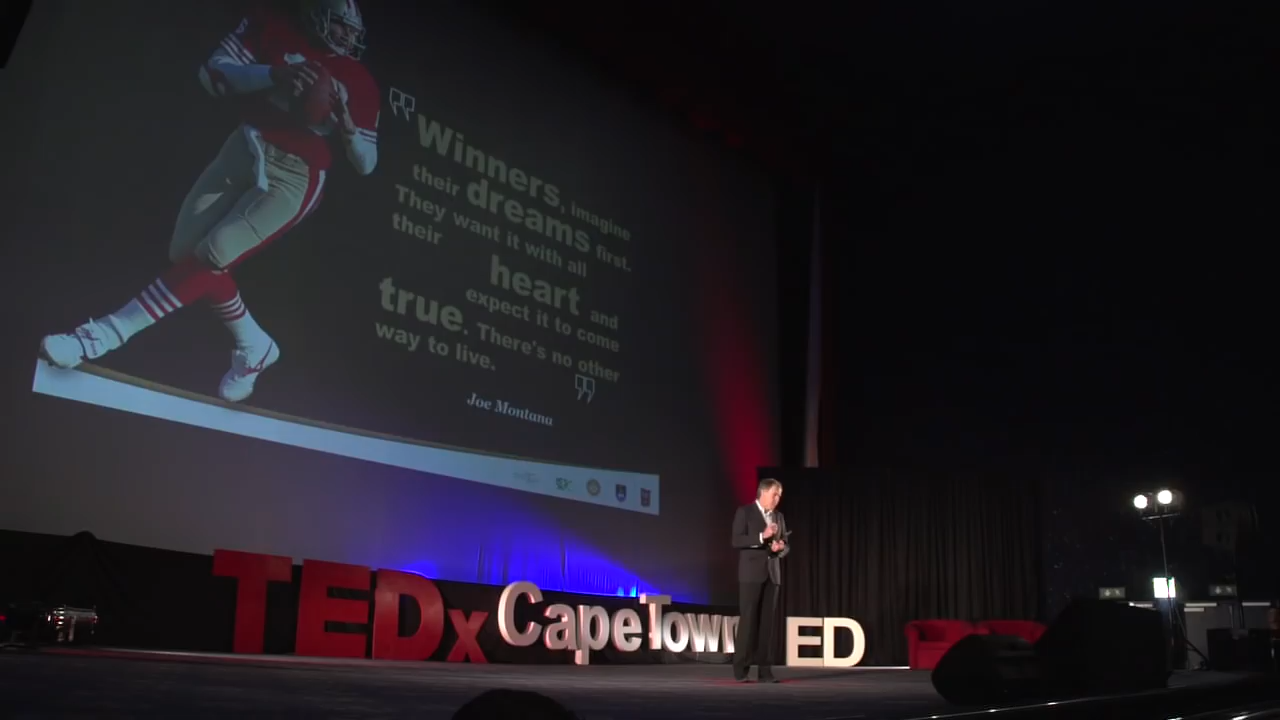 "Winners, imagine
their dreams first.
They want it with all
their
heart and
expect it to come
true. There's no other
way to live."
Joe Montana
TEDx CapeTown ED